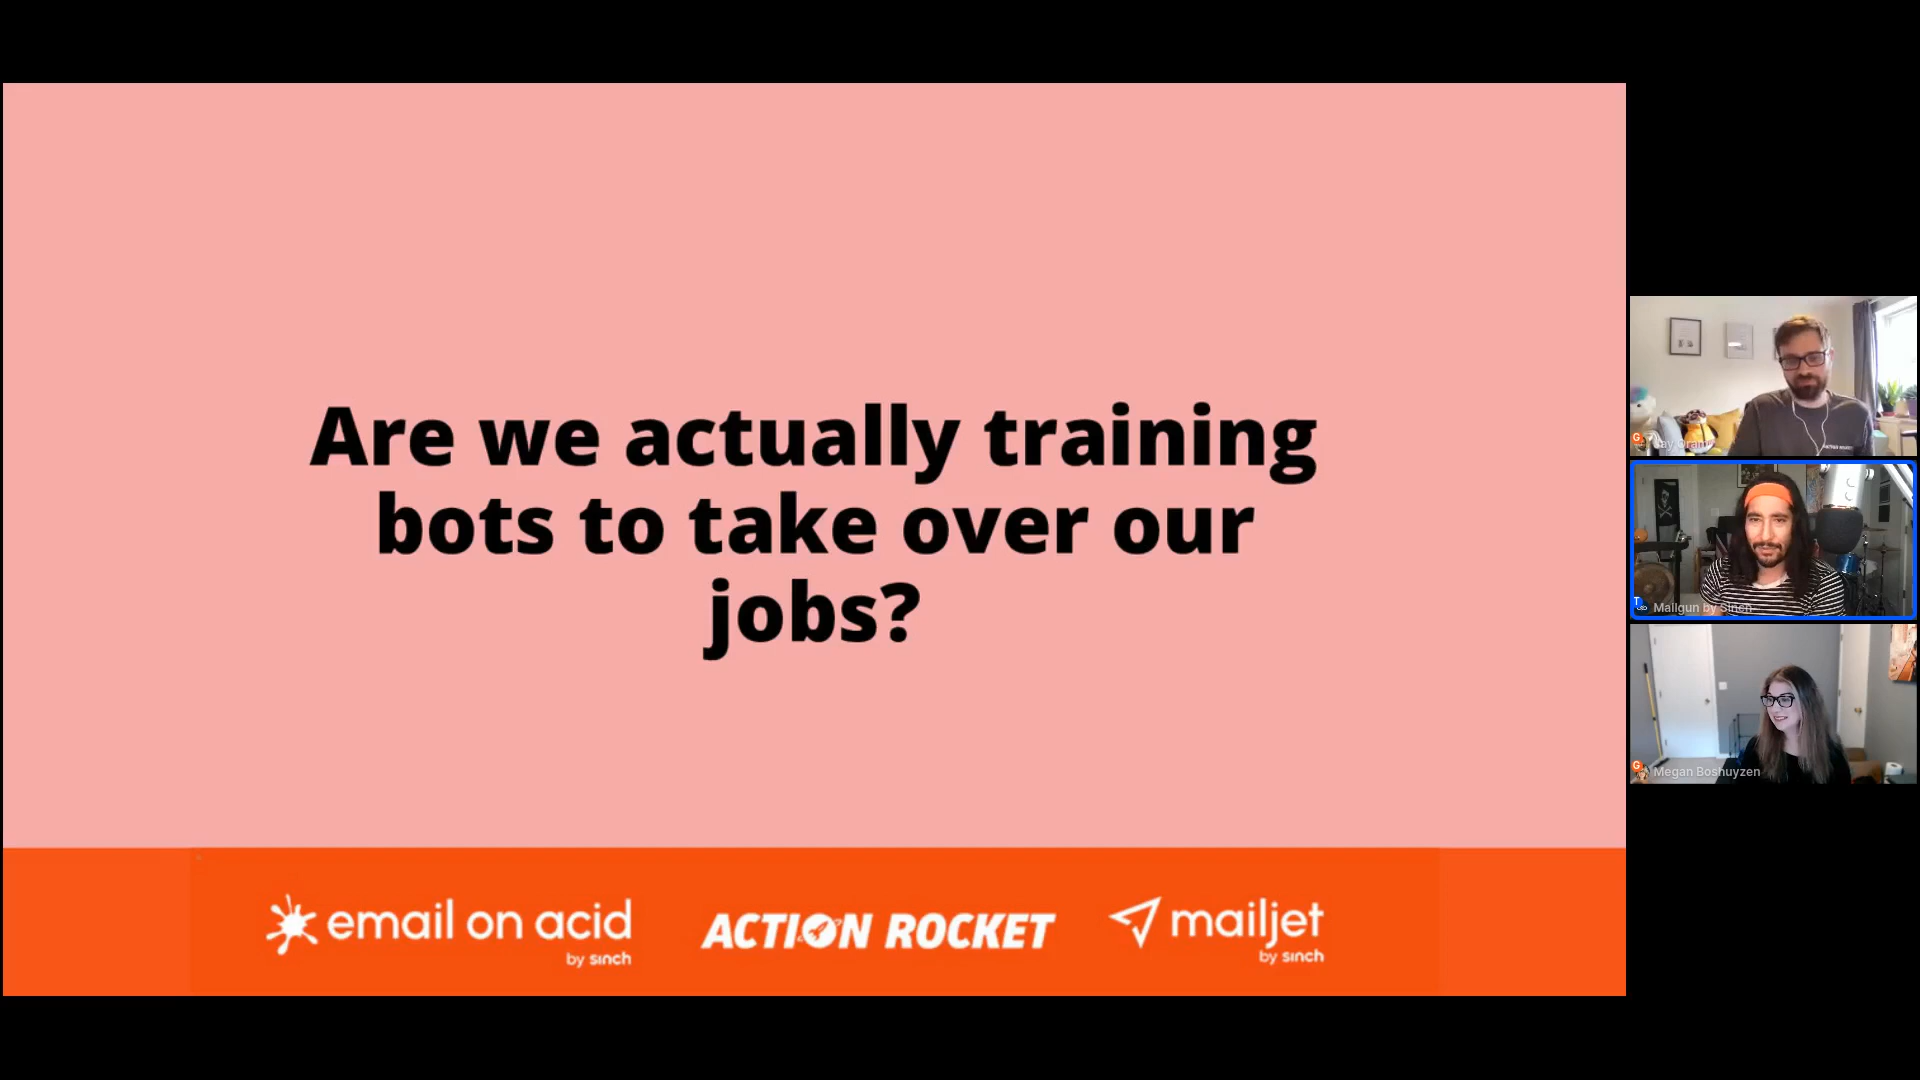 Are we actually training
bots to take over our
jobs?
email on acid
by sinch
ACTION ROCKET
mailjet
by sinch
Mailgun by Sinch
Megan Boshuyzen